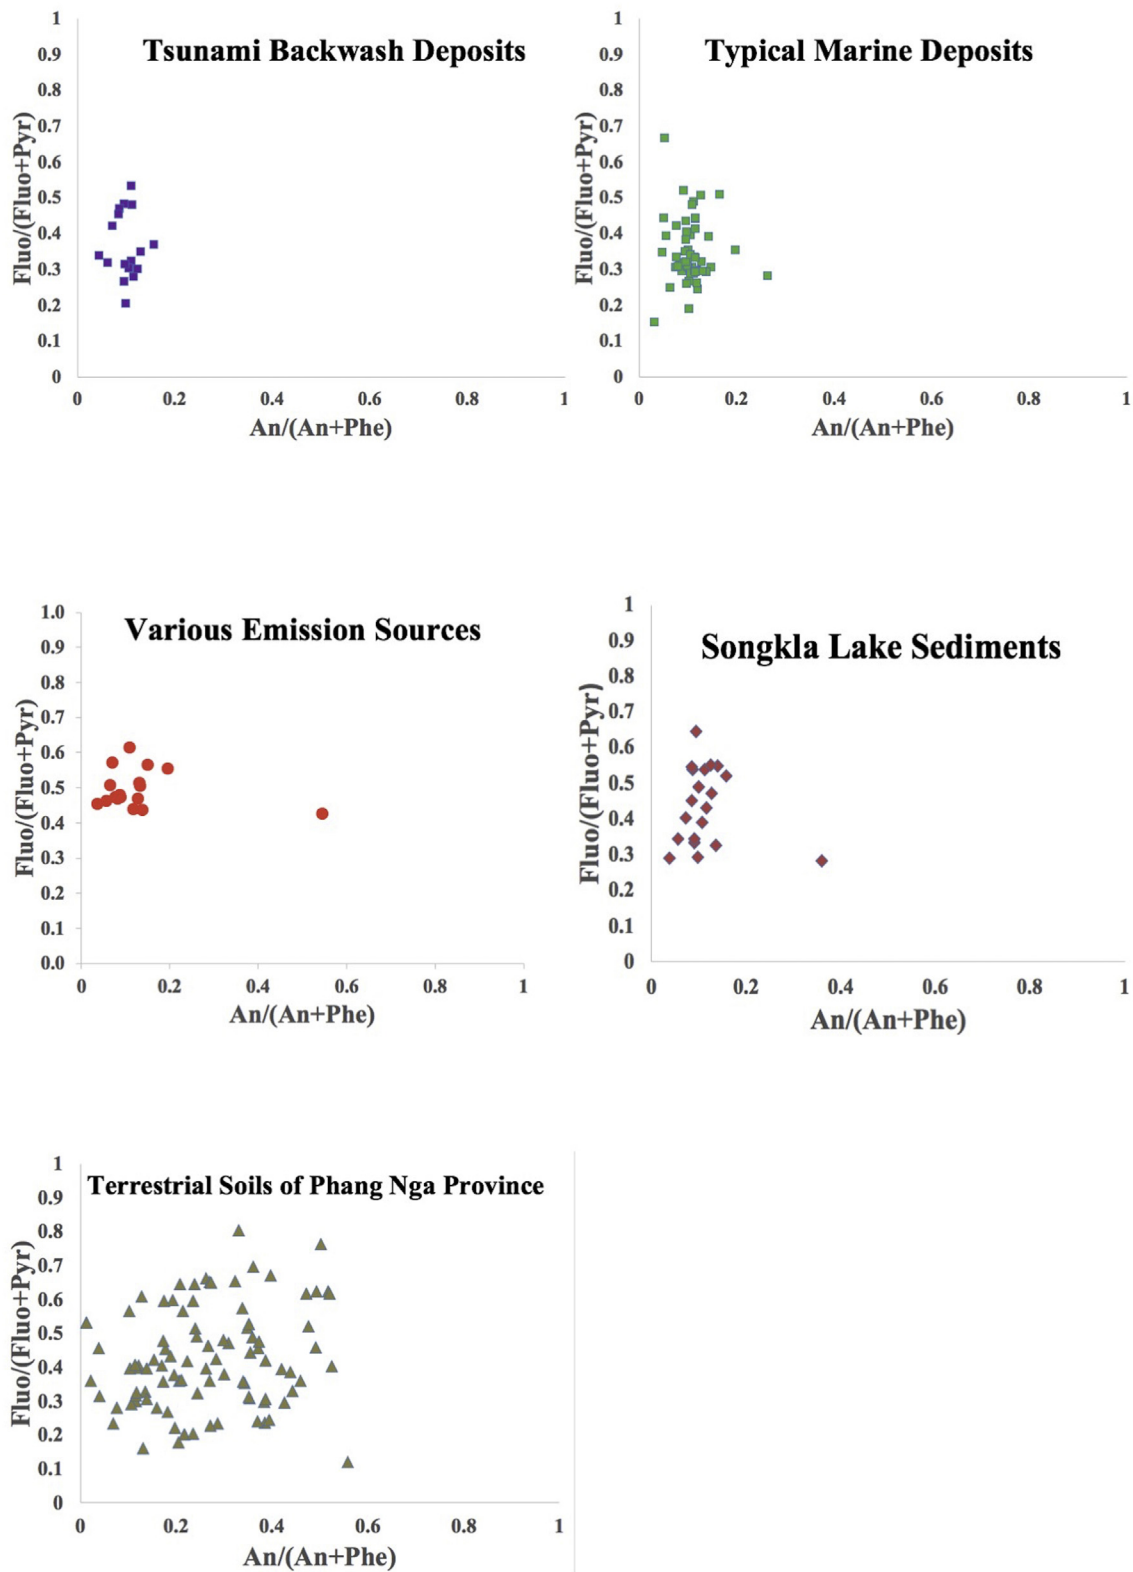 Tsunami Backwash Deposits
1
0.9
0.8
0.7
0.6
0.5
0.4
0.3
0.2
0.1
0
Fluo/(Fluo+Pyr)
0 0.2 0.4 0.6 0.8 1
An/(An+Phe)
Typical Marine Deposits
1
0.9
0.8
0.7
0.6
0.5
0.4
0.3
0.2
0.1
0
Fluo/(Fluo+Pyr)
0 0.2 0.4 0.6 0.8 1
An/(An+Phe)
Various Emission Sources
1.0
0.9
0.8
0.7
0.6
0.5
0.4
0.3
0.2
0.1
0.0
Fluo/(Fluo+Pyr)
0 0.2 0.4 0.6 0.8 1
An/(An+Phe)
Songkla Lake Sediments
1
0.9
0.8
0.7
0.6
0.5
0.4
0.3
0.2
0.1
0
Fluo/(Fluo+Pyr)
0 0.2 0.4 0.6 0.8 1
An/(An+Phe)
Terrestrial Soils of Phang Nga Province
1
0.9
0.8
0.7
0.6
0.5
0.4
0.3
0.2
0.1
0
Fluo/(Fluo+Pyr)
0 0.2 0.4 0.6 0.8 1
An/(An+Phe)